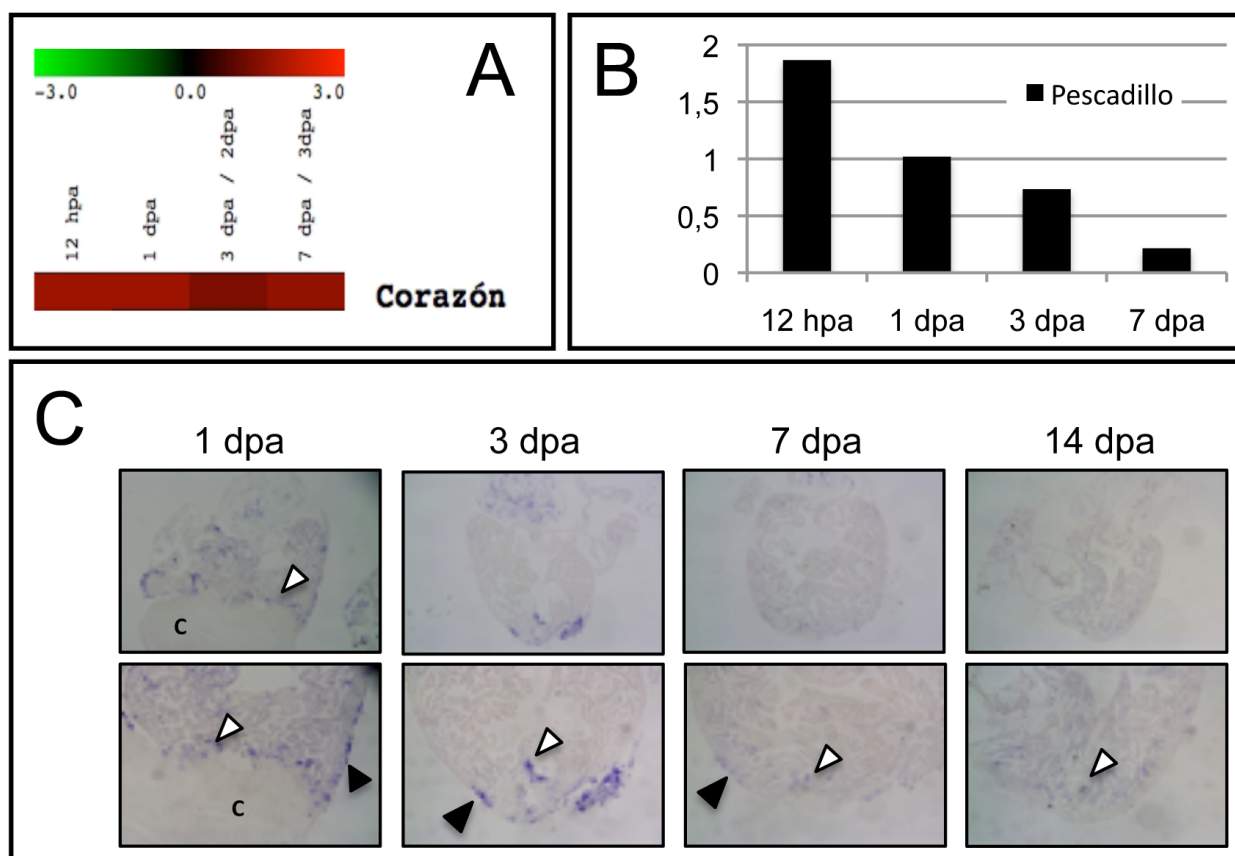 A
-3.0 0.0 3.0
12 hpa
1 dpa
3 dpa / 2dpa
7 dpa / 3dpa
Corazón
B
2
1,5
1
0,5
0
Pescadillo
12 hpa 1 dpa 3 dpa 7 dpa
C
1 dpa 3 dpa 7 dpa 14 dpa
c
c